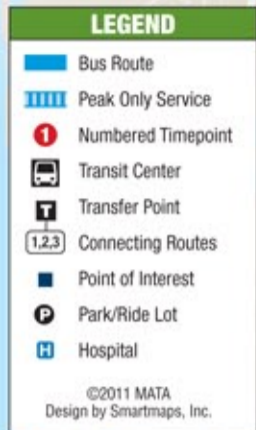 LEGEND
Bus Route
Peak Only Service
1 Numbered Timepoint
Transit Center
T Transfer Point
1,2,3 Connecting Routes
Point of Interest
P Park/Ride Lot
H Hospital
©2011 MATA
Design by Smartmaps, Inc.